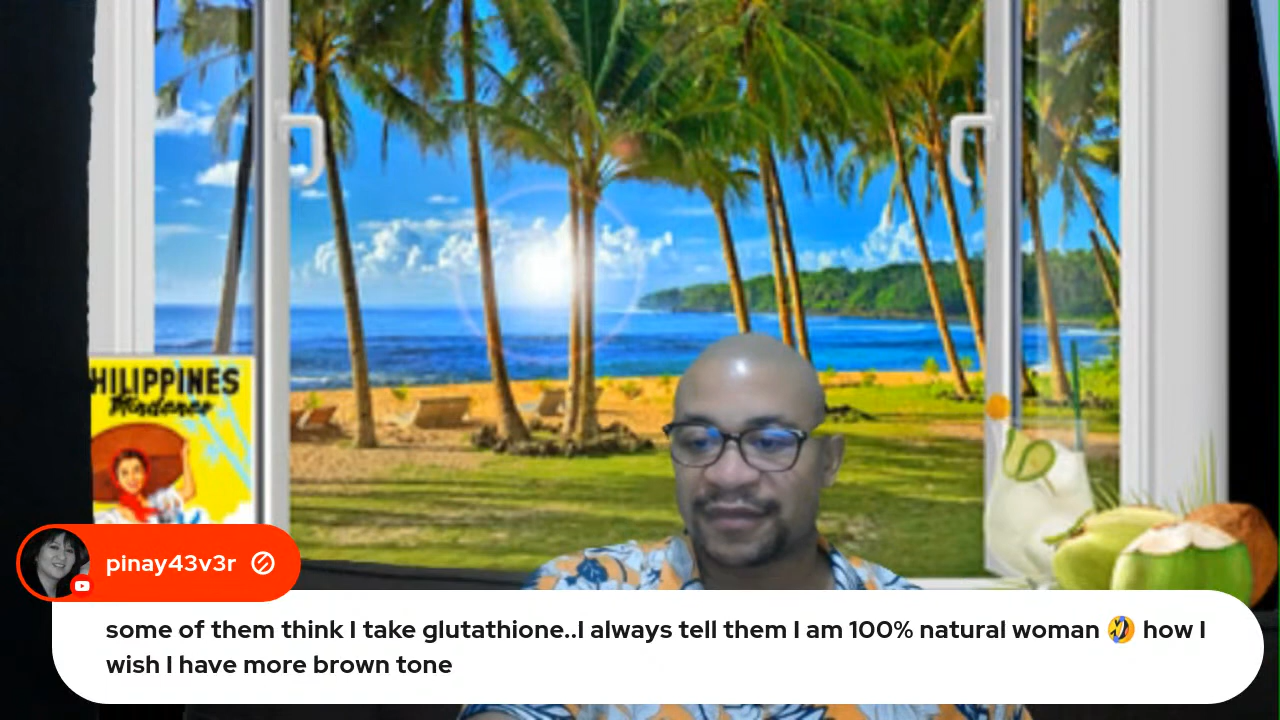 HILIPPINES
Mindanao
pinay43v3r
some of them think I take glutathione..I always tell them I am 100% natural woman 🤣 how I
wish I have more brown tone